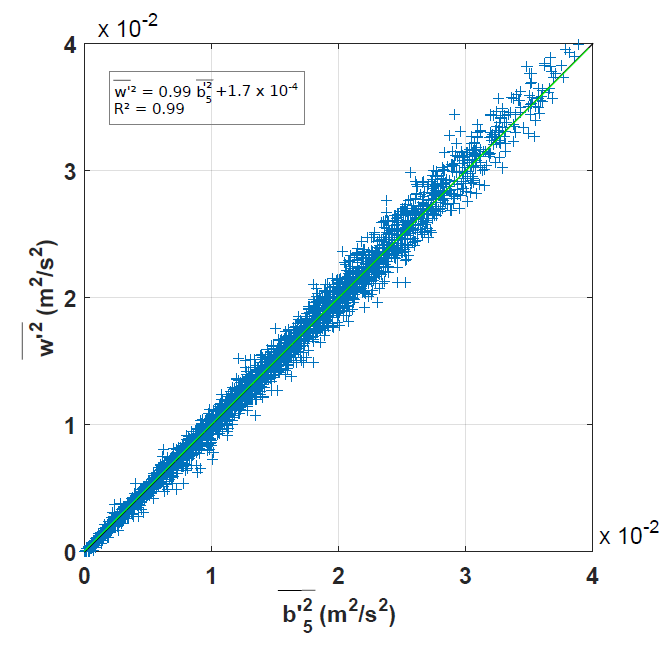 x 10⁻²
4
w'² = 0.99 b₅² +1.7 x 10⁻⁴
R² = 0.99
3
2
w'² (m²/s²)
1
x 10⁻²
0
0 1 2 3 4
b'₅² (m²/s²)